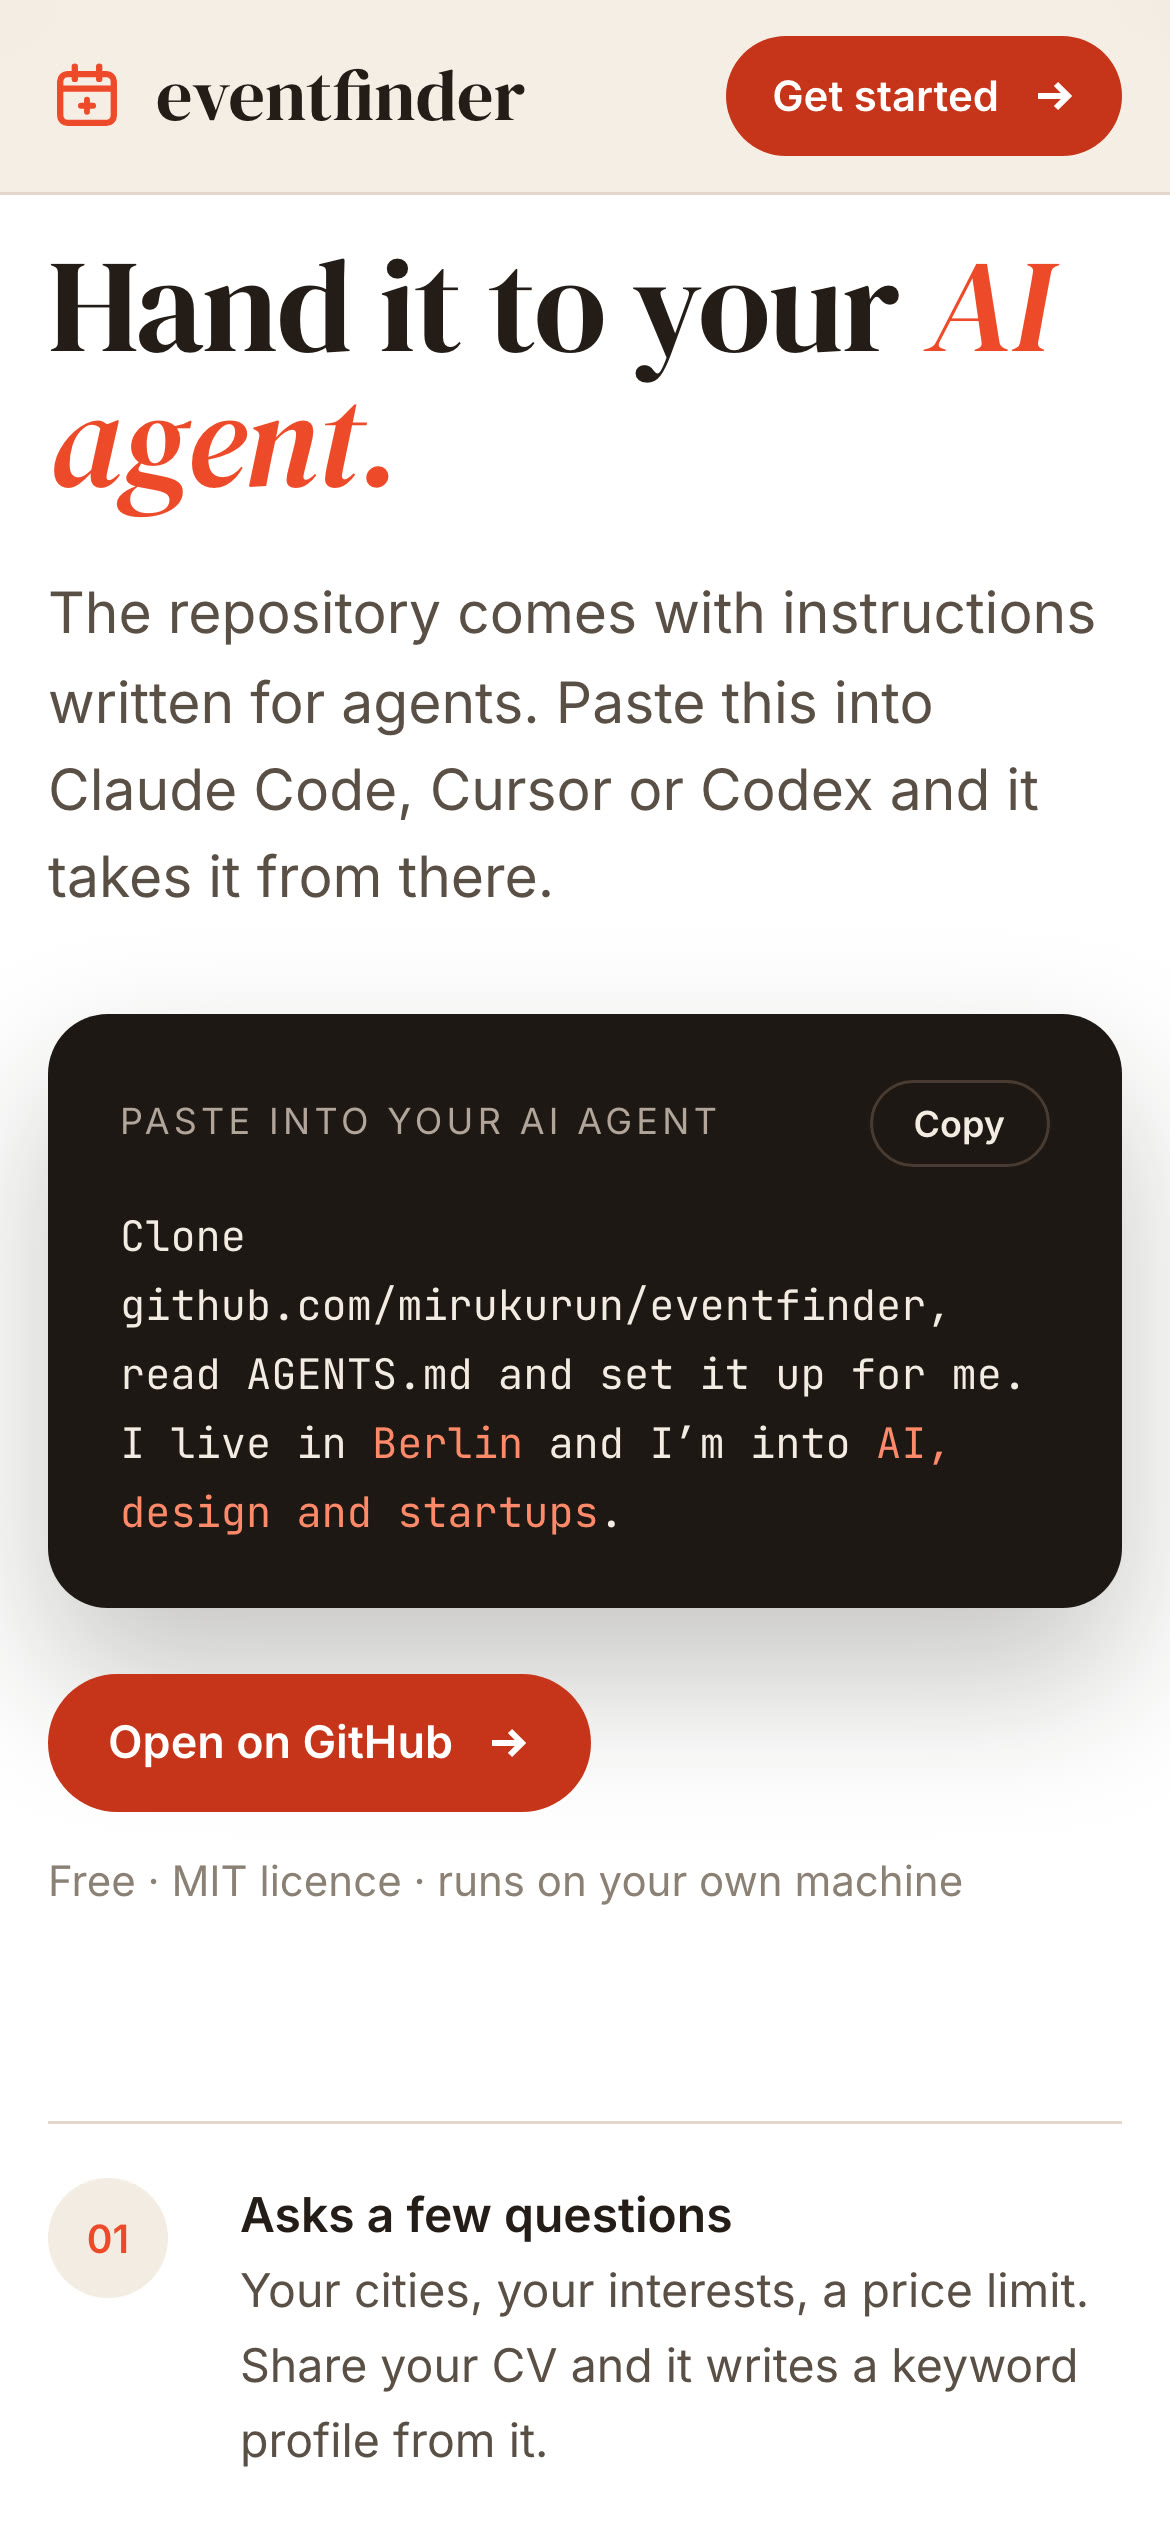 eventfinder
Get started →
Hand it to your AI
agent.
The repository comes with instructions
written for agents. Paste this into
Claude Code, Cursor or Codex and it
takes it from there.
PASTE INTO YOUR AI AGENT
Copy
Clone
github.com/mirukurun/eventfinder,
read AGENTS.md and set it up for me.
I live in Berlin and I’m into AI,
design and startups.
Open on GitHub →
Free · MIT licence · runs on your own machine
01
Asks a few questions
Your cities, your interests, a price limit.
Share your CV and it writes a keyword
profile from it.